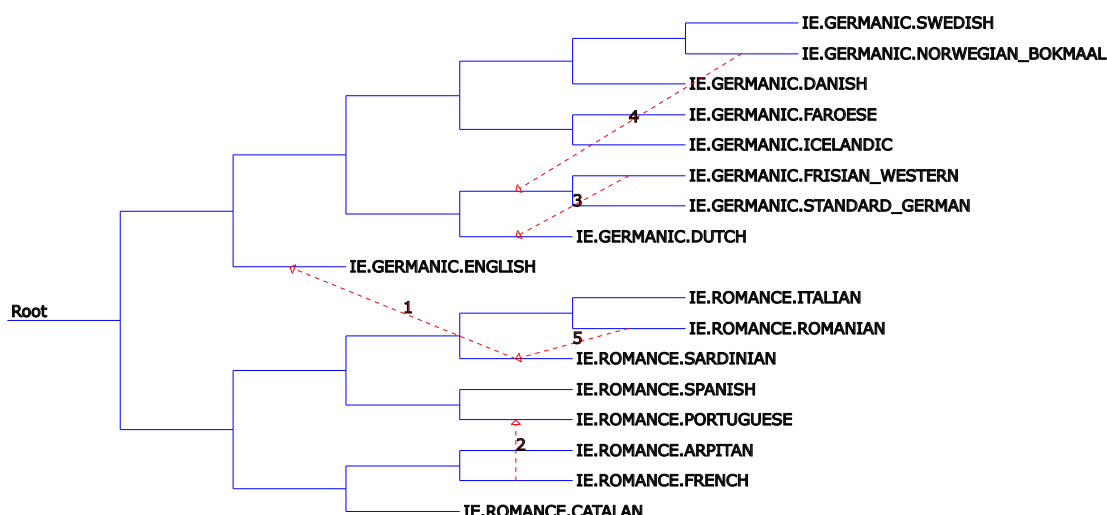 IE.GERMANIC.SWEDISH
IE.GERMANIC.NORWEGIAN_BOKMAAL
IE.GERMANIC.DANISH
4
IE.GERMANIC.FAROESE
IE.GERMANIC.ICELANDIC
IE.GERMANIC.FRISIAN_WESTERN
3
IE.GERMANIC.STANDARD_GERMAN
IE.GERMANIC.DUTCH
IE.GERMANIC.ENGLISH
IE.ROMANCE.ITALIAN
1
Root
IE.ROMANCE.ROMANIAN
5
IE.ROMANCE.SARDINIAN
IE.ROMANCE.SPANISH
IE.ROMANCE.PORTUGUESE
2
IE.ROMANCE.ARPITAN
IE.ROMANCE.FRENCH
IE.ROMANCE.CATALAN